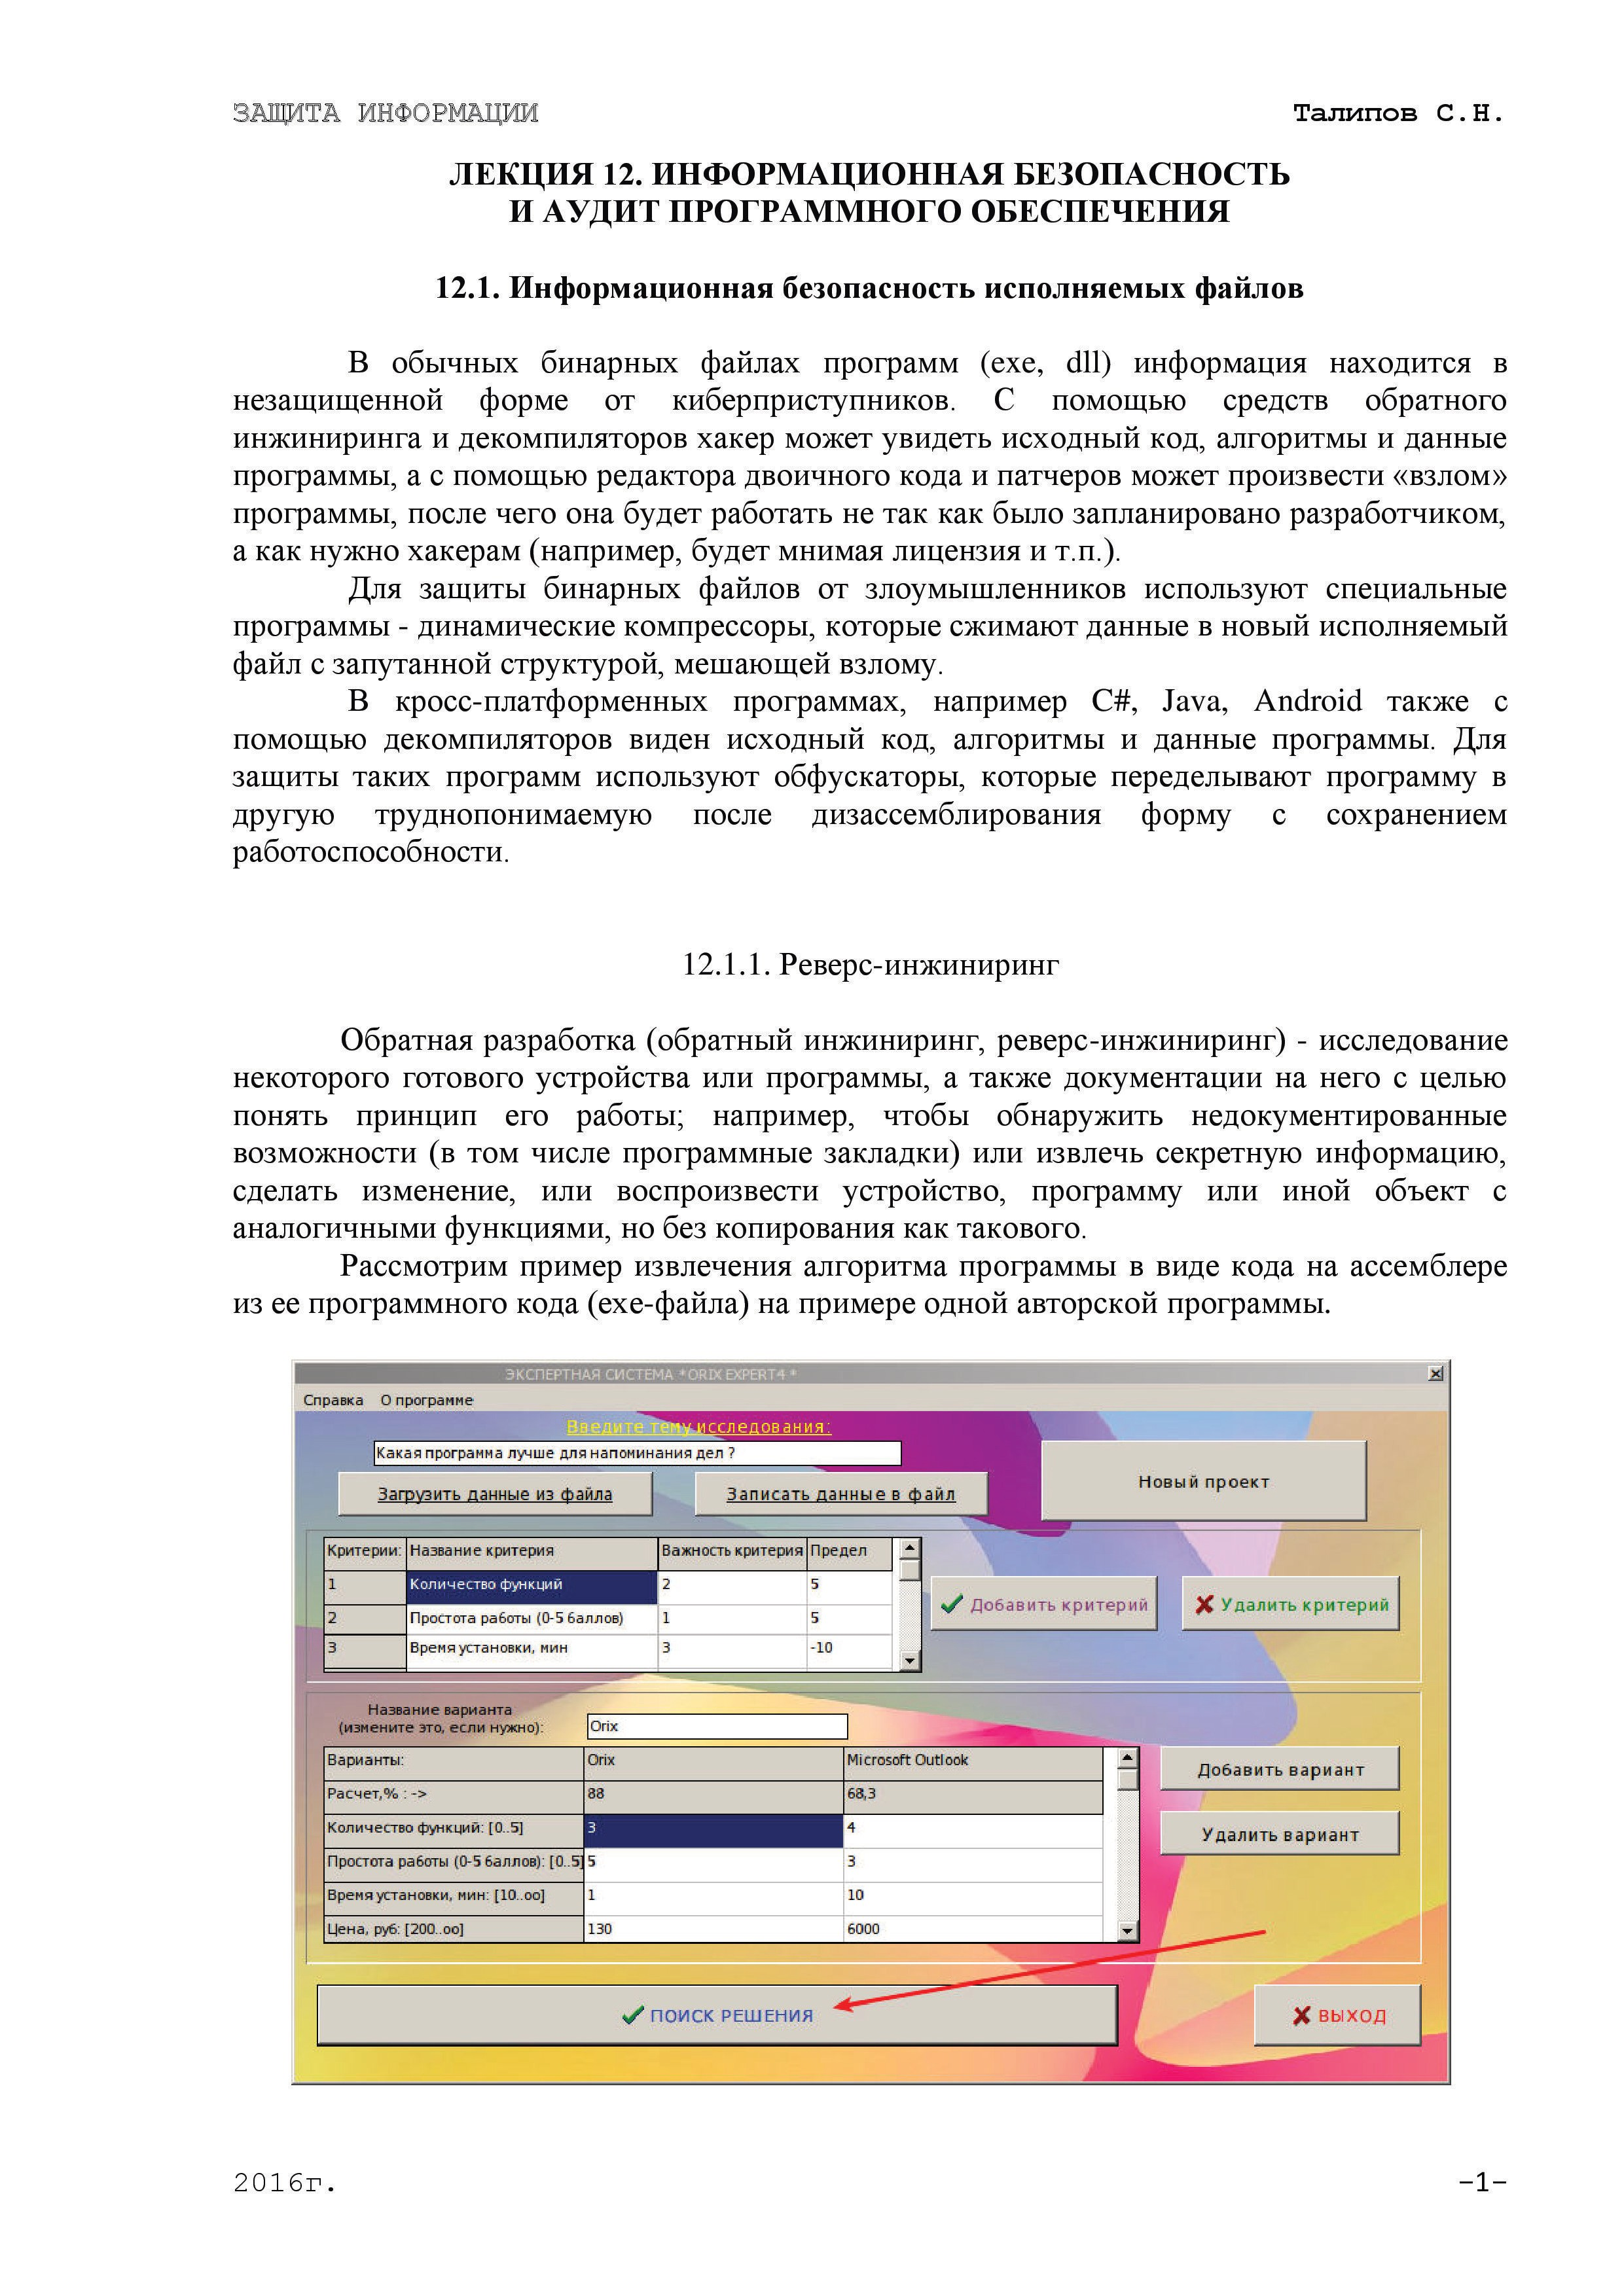 ЗАЩИТА ИНФОРМАЦИИ Талипов С.Н.
ЛЕКЦИЯ 12. ИНФОРМАЦИОННАЯ БЕЗОПАСНОСТЬ
И АУДИТ ПРОГРАММНОГО ОБЕСПЕЧЕНИЯ
12.1. Информационная безопасность исполняемых файлов
В обычных бинарных файлах программ (exe, dll) информация находится в
незащищенной форме от киберприступников. С помощью средств обратного
инжиниринга и декомпиляторов хакер может увидеть исходный код, алгоритмы и данные
программы, а с помощью редактора двоичного кода и патчеров может произвести «взлом»
программы, после чего она будет работать не так как было запланировано разработчиком,
а как нужно хакерам (например, будет мнимая лицензия и т.п.).
Для защиты бинарных файлов от злоумышленников используют специальные
программы - динамические компрессоры, которые сжимают данные в новый исполняемый
файл с запутанной структурой, мешающей взлому.
В кросс-платформенных программах, например C#, Java, Android также с
помощью декомпиляторов виден исходный код, алгоритмы и данные программы. Для
защиты таких программ используют обфускаторы, которые переделывают программу в
другую труднопонимаемую после дизассемблирования форму с сохранением
работоспособности.
12.1.1. Реверс-инжиниринг
Обратная разработка (обратный инжиниринг, реверс-инжиниринг) - исследование
некоторого готового устройства или программы, а также документации на него с целью
понять принцип его работы; например, чтобы обнаружить недокументированные
возможности (в том числе программные закладки) или извлечь секретную информацию,
сделать изменение, или воспроизвести устройство, программу или иной объект с
аналогичными функциями, но без копирования как такового.
Рассмотрим пример извлечения алгоритма программы в виде кода на ассемблере
из ее программного кода (exe-файла) на примере одной авторской программы.
ЭКСПЕРТНАЯ СИСТЕМА *ORIX EXPERT4 *
Справка О программе
Введите тему исследования:
Какая программа лучше для напоминания дел ?
Загрузить данные из файла Записать данные в файл Новый проект
Критерии: Название критерия Важность критерия Предел
1 Количество функций 2 5
2 Простота работы (0-5 баллов) 1 5
3 Время установки, мин 3 -10
Добавить критерий Удалить критерий
Название варианта
(измените это, если нужно): Orix
Варианты: Orix Microsoft Outlook
Расчет,% : -> 88 68,3
Количество функций: [0..5] 3 4
Простота работы (0-5 баллов): [0..5] 5 3
Время установки, мин: [10..oo] 1 10
Цена, руб: [200..oo] 130 6000
Добавить вариант
Удалить вариант
ПОИСК РЕШЕНИЯ ВЫХОД
2016г. -1-